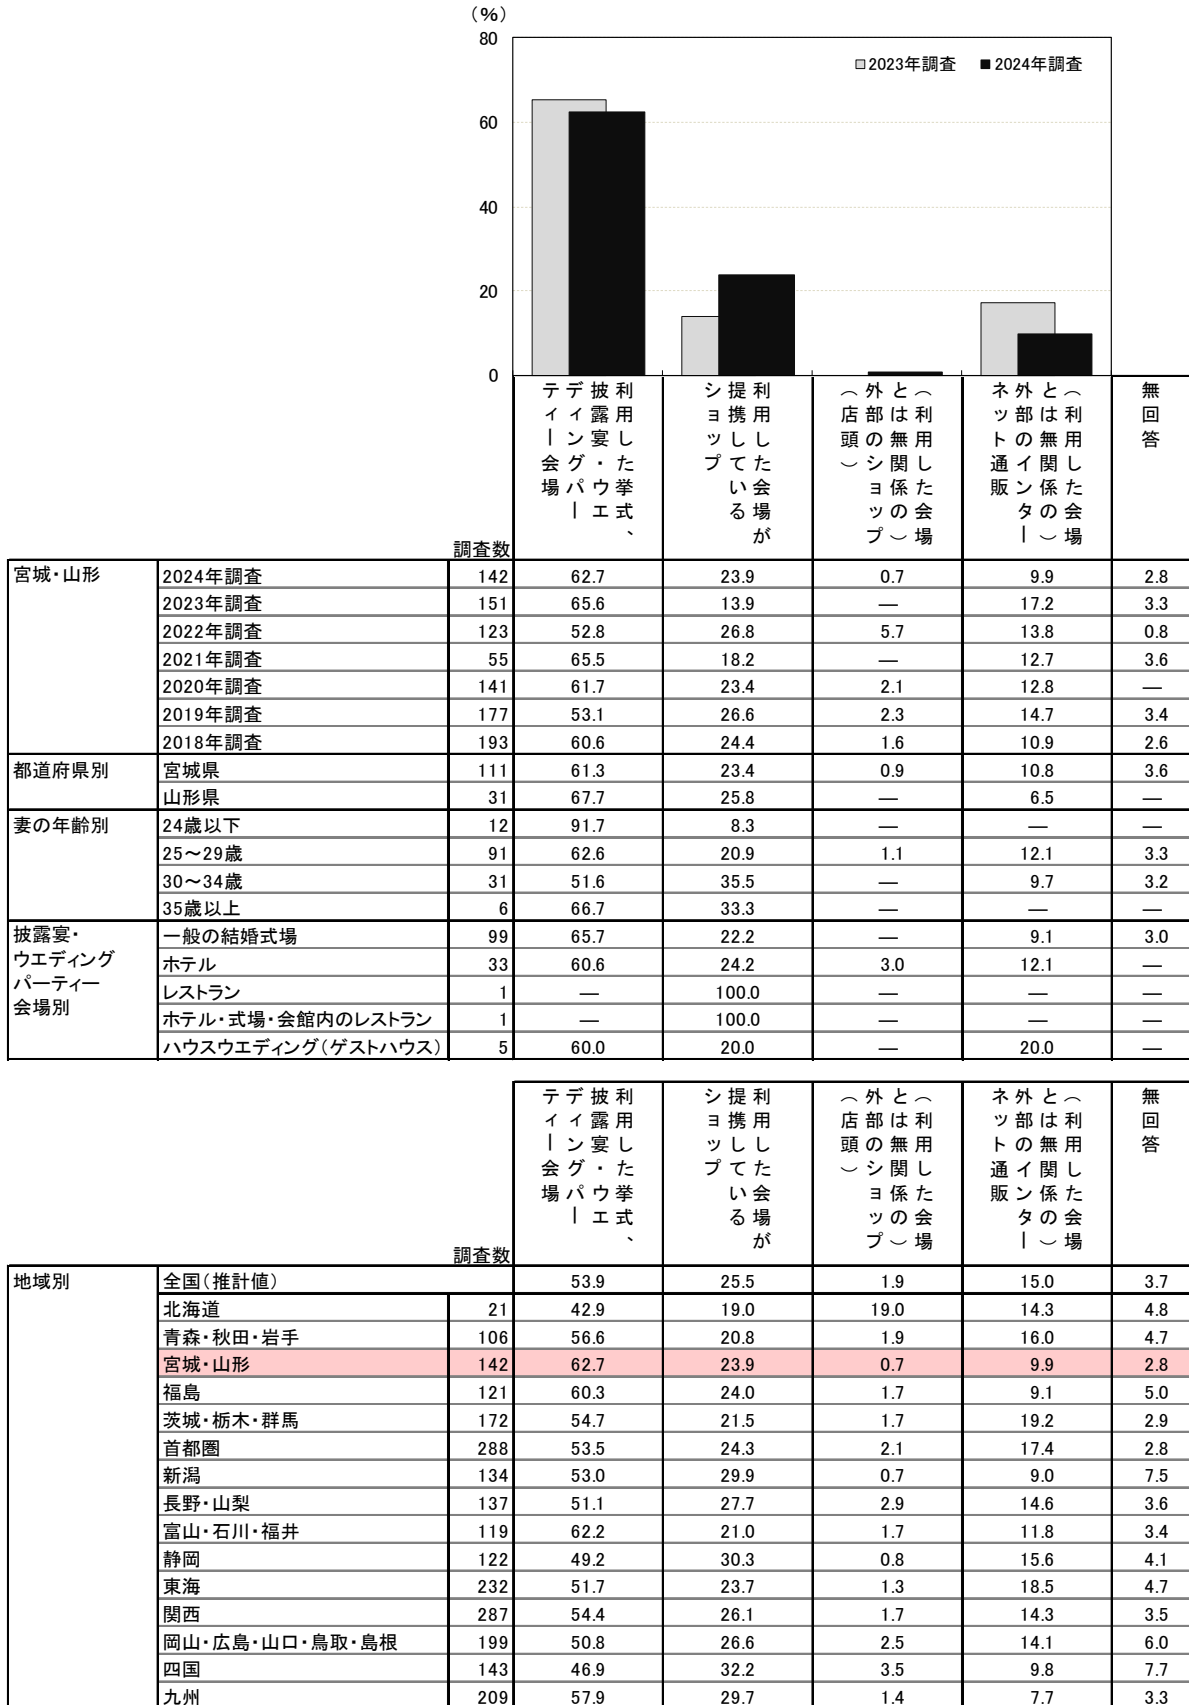 (%)
80
□2023年調査 ■2024年調査
60
40
20
0
利用した挙式、
披露宴・ウエ
ディングパー
ティー会場
利用した会場が
提携している
ショップ
(利用した会場
とは無関係の)
外部のショップ
(店頭)
(利用した会場
とは無関係の)
外部のインター
ネット通販
無回答
調査数
宮城・山形 2024年調査 142 62.7 23.9 0.7 9.9 2.8
2023年調査 151 65.6 13.9 — 17.2 3.3
2022年調査 123 52.8 26.8 5.7 13.8 0.8
2021年調査 55 65.5 18.2 — 12.7 3.6
2020年調査 141 61.7 23.4 2.1 12.8 —
2019年調査 177 53.1 26.6 2.3 14.7 3.4
2018年調査 193 60.6 24.4 1.6 10.9 2.6
都道府県別 宮城県 111 61.3 23.4 0.9 10.8 3.6
山形県 31 67.7 25.8 — 6.5 —
妻の年齢別 24歳以下 12 91.7 8.3 — — —
25〜29歳 91 62.6 20.9 1.1 12.1 3.3
30〜34歳 31 51.6 35.5 — 9.7 3.2
35歳以上 6 66.7 33.3 — — —
披露宴・
ウエディング
パーティー
会場別
一般の結婚式場 99 65.7 22.2 — 9.1 3.0
ホテル 33 60.6 24.2 3.0 12.1 —
レストラン 1 — 100.0 — — —
ホテル・式場・会館内のレストラン 1 — 100.0 — — —
ハウスウエディング(ゲストハウス) 5 60.0 20.0 — 20.0 —
利用した挙式、
披露宴・ウエ
ディングパー
ティー会場
利用した会場が
提携している
ショップ
(利用した会場
とは無関係の)
外部のショップ
(店頭)
(利用した会場
とは無関係の)
外部のインター
ネット通販
無回答
調査数
地域別 全国(推計値) 53.9 25.5 1.9 15.0 3.7
北海道 21 42.9 19.0 19.0 14.3 4.8
青森・秋田・岩手 106 56.6 20.8 1.9 16.0 4.7
宮城・山形 142 62.7 23.9 0.7 9.9 2.8
福島 121 60.3 24.0 1.7 9.1 5.0
茨城・栃木・群馬 172 54.7 21.5 1.7 19.2 2.9
首都圏 288 53.5 24.3 2.1 17.4 2.8
新潟 134 53.0 29.9 0.7 9.0 7.5
長野・山梨 137 51.1 27.7 2.9 14.6 3.6
富山・石川・福井 119 62.2 21.0 1.7 11.8 3.4
静岡 122 49.2 30.3 0.8 15.6 4.1
東海 232 51.7 23.7 1.3 18.5 4.7
関西 287 54.4 26.1 1.7 14.3 3.5
岡山・広島・山口・鳥取・島根 199 50.8 26.6 2.5 14.1 6.0
四国 143 46.9 32.2 3.5 9.8 7.7
九州 209 57.9 29.7 1.4 7.7 3.3